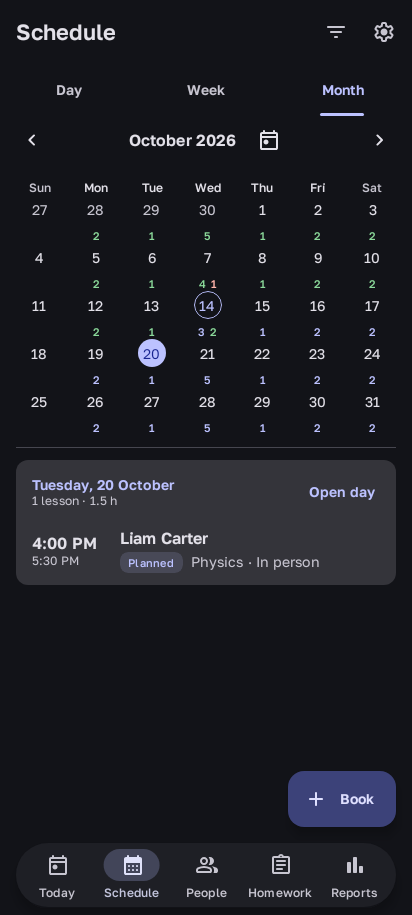 Schedule
Day Week Month
October 2026
Sun Mon Tue Wed Thu Fri Sat
27 28 29 30 1 2 3
2 1 5 1 2 2
4 5 6 7 8 9 10
2 1 4 1 1 2 2
11 12 13 14 15 16 17
2 1 3 2 1 2 2
18 19 20 21 22 23 24
2 1 5 1 2 2
25 26 27 28 29 30 31
2 1 5 1 2 2
Tuesday, 20 October
1 lesson · 1.5 h
Open day
4:00 PM Liam Carter
5:30 PM Planned Physics · In person
Book
Today Schedule People Homework Reports